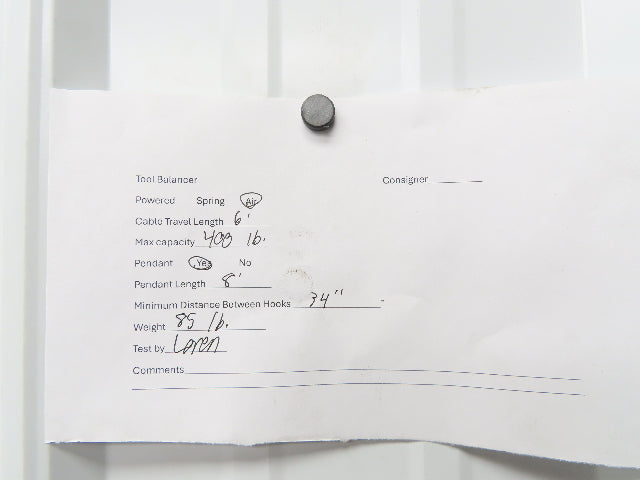 Tool Balancer
Consigner
Powered Spring Air
Cable Travel Length 6'
Max capacity 400 lb.
Pendant Yes No
Pendant Length 8'
Minimum Distance Between Hooks 34"
Weight 85 lb.
Test by Loren
Comments